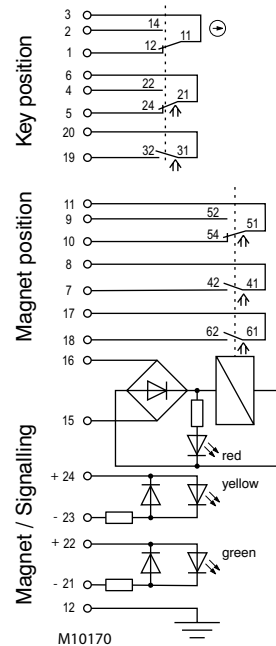 Key position
3
2 14
11
1 12
6
4 22
21
5 24
20
19 32 31
Magnet position
11
9 52
51
10 54
8
7 42 41
17
18 62 61
Magnet / Signalling
16
15
red
+ 24
yellow
- 23
+ 22
green
- 21
12
M10170